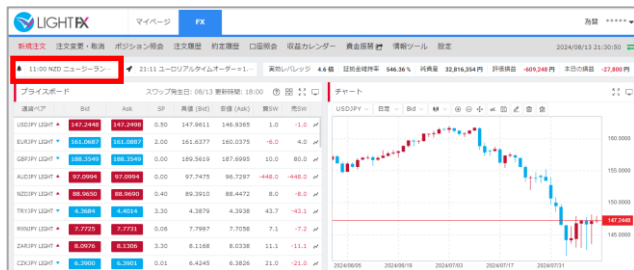 LIGHT FX マイページ FX 為替 *****
新規注文 注文変更・取消 ポジション照会 注文履歴 約定履歴 口座照会 収益カレンダー 資金振替 情報ツール 設定 2024/08/13 21:30:50
11:00 NZD ニュージーラン… 21:11 ユーロリアルタイムオーダー=1.… 実効レバレッジ 4.6 倍 証拠金維持率 546.36 % 純資産 32,816,354 円 評価損益 -609,248 円 本日の損益 -27,800 円
プライスボード スワップ発生日: 08/13 更新時間: 18:00
通貨ペア Bid Ask SP 高値 (Bid) 安値 (Ask) 買SW 売SW
USDJPY LIGHT 147.2448 147.2498 0.50 147.9611 146.9365 1.0 -1.0
EURJPY LIGHT 161.0687 161.0887 2.00 161.6377 160.0375 -6.0 4.0
GBPJPY LIGHT 188.3549 188.3549 0.00 189.5619 187.6995 10.0 80.0
AUDJPY LIGHT 97.0994 97.0994 0.00 97.7475 96.7297 -448.0 -448.0
NZDJPY LIGHT 88.9650 88.9690 0.40 89.3910 88.4472 8.0 -8.0
TRYJPY LIGHT 4.3684 4.4014 3.30 4.3879 4.3938 43.7 -43.1
MXNJPY LIGHT 7.7725 7.7731 0.06 7.7997 7.7058 7.1 -7.2
ZARJPY LIGHT 8.0976 8.1306 3.30 8.1168 8.0338 11.1 -11.1
CZKJPY LIGHT 6.3900 6.3901 0.01 6.4245 6.3826 21.0 -21.0
チャート
USDJPY 日足 Bid
160.0000
155.0000
150.0000
147.2448
145.0000
2024/06/05 2024/06/19 2024/07/03 2024/07/17 2024/07/31